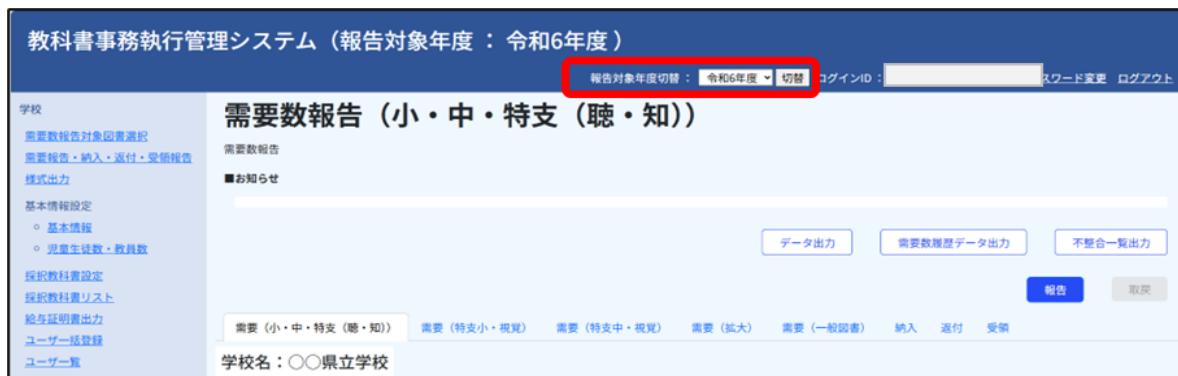 教科書事務執行管理システム（報告対象年度 ： 令和6年度 ）
報告対象年度切替 ： 令和6年度 切替 ログインID ： スワード変更 ログアウト
学校
需要数報告対象図書選択
需要報告・納入・返付・受領報告
様式出力
基本情報設定
基本情報
児童生徒数・教員数
採択教科書設定
採択教科書リスト
給与証明書出力
ユーザ一括登録
ユーザ一覧
需要数報告（小・中・特支（聴・知））
需要数報告
■お知らせ
データ出力 需要数履歴データ出力 不整合一覧出力
報告 取戻
需要（小・中・特支（聴・知）） 需要（特支小・視覚） 需要（特支中・視覚） 需要（拡大） 需要（一般図書） 納入 返付 受領
学校名：○○県立学校